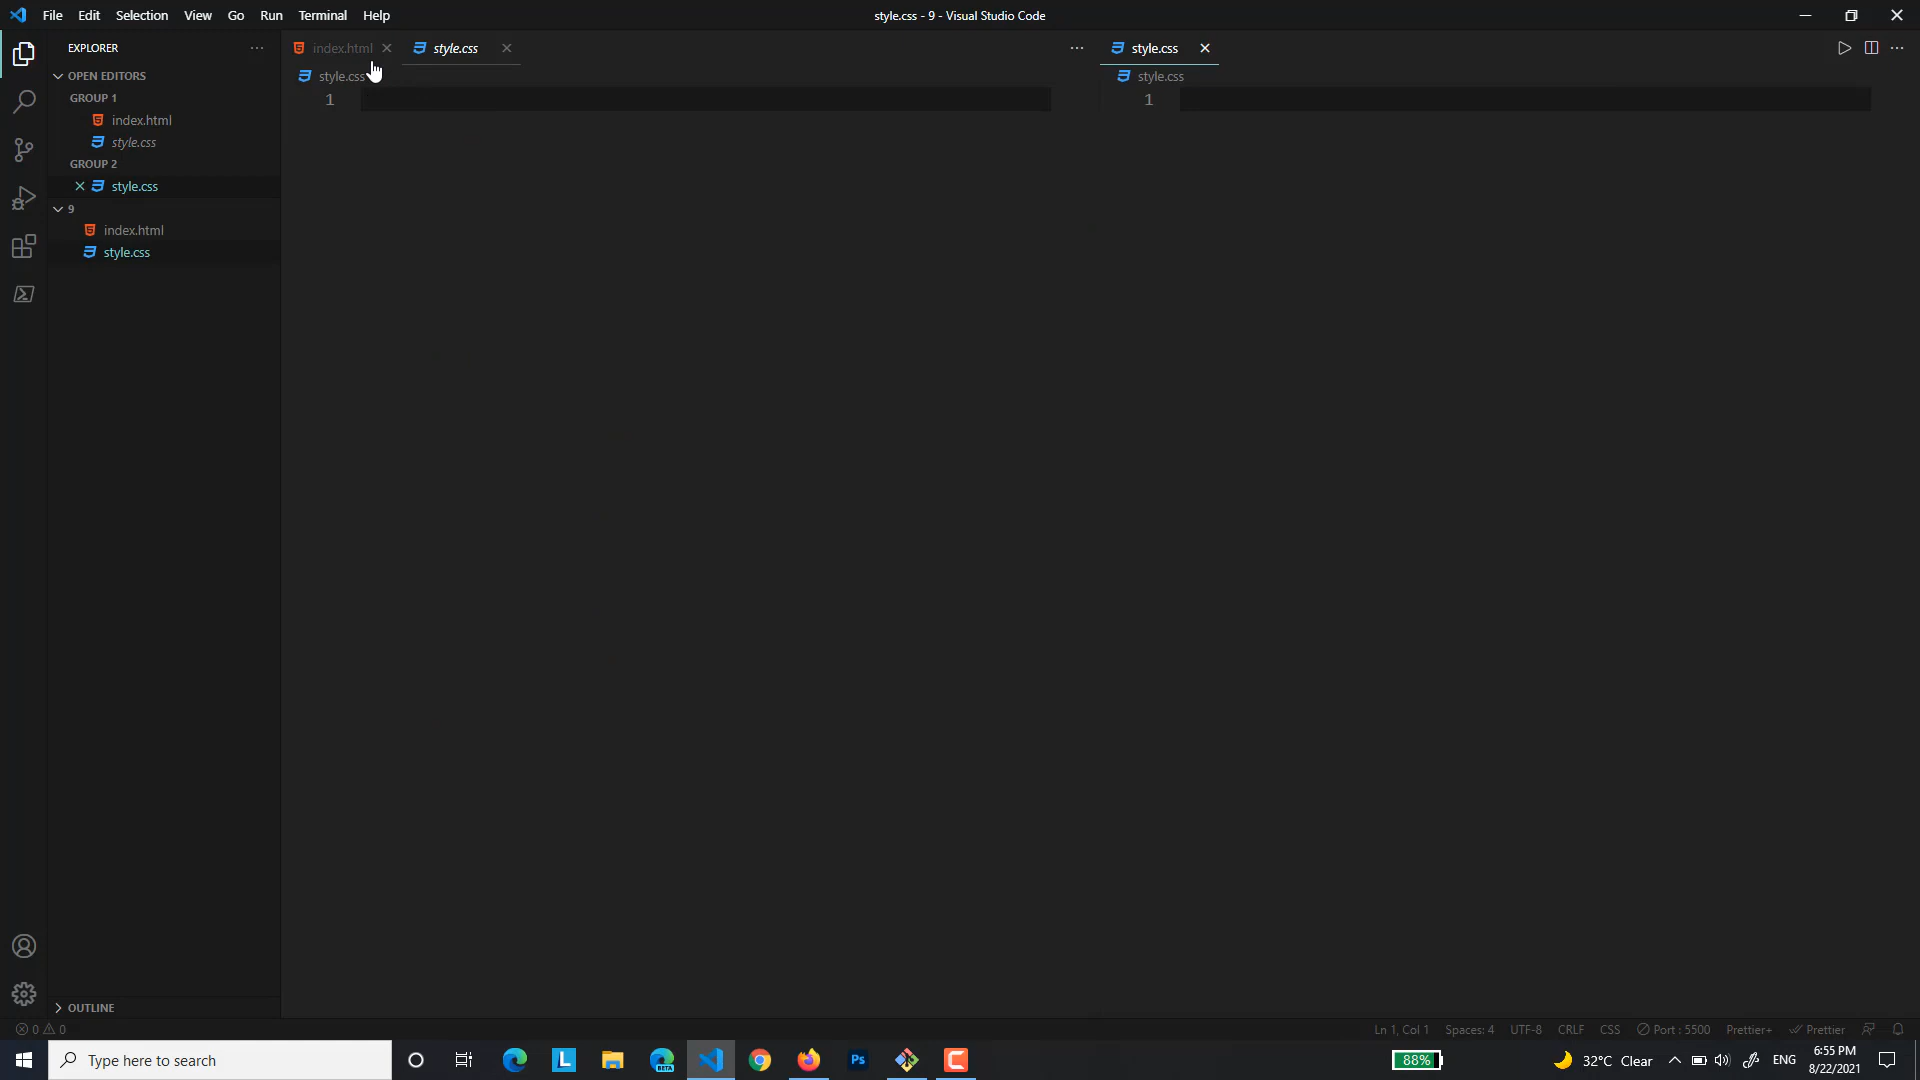 File Edit Selection View Go Run Terminal Help
style.css - 9 - Visual Studio Code
EXPLORER
OPEN EDITORS
GROUP 1
index.html
style.css
GROUP 2
style.css
9
index.html
style.css
OUTLINE
index.html
style.css
style.css
1
style.css
style.css
1
0 0
Ln 1, Col 1 Spaces: 4 UTF-8 CRLF CSS Port : 5500 Prettier+ Prettier
Type here to search
L
BETA
Ps
88%
32°C Clear
ENG
6:55 PM
8/22/2021